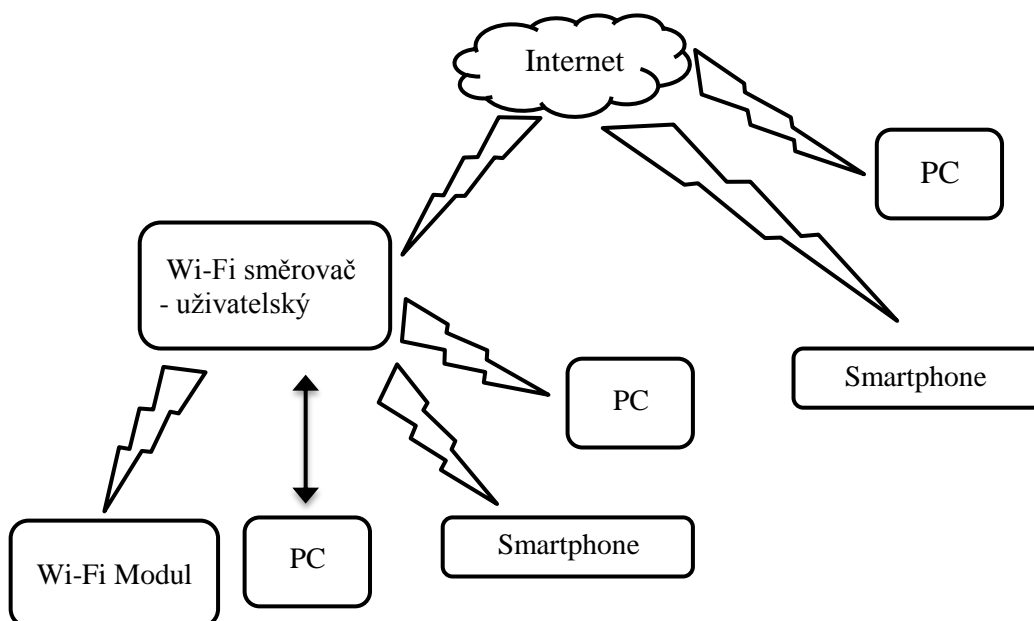 Internet
PC
Wi-Fi směrovač
- uživatelský
Smartphone
PC
Smartphone
PC
Wi-Fi Modul